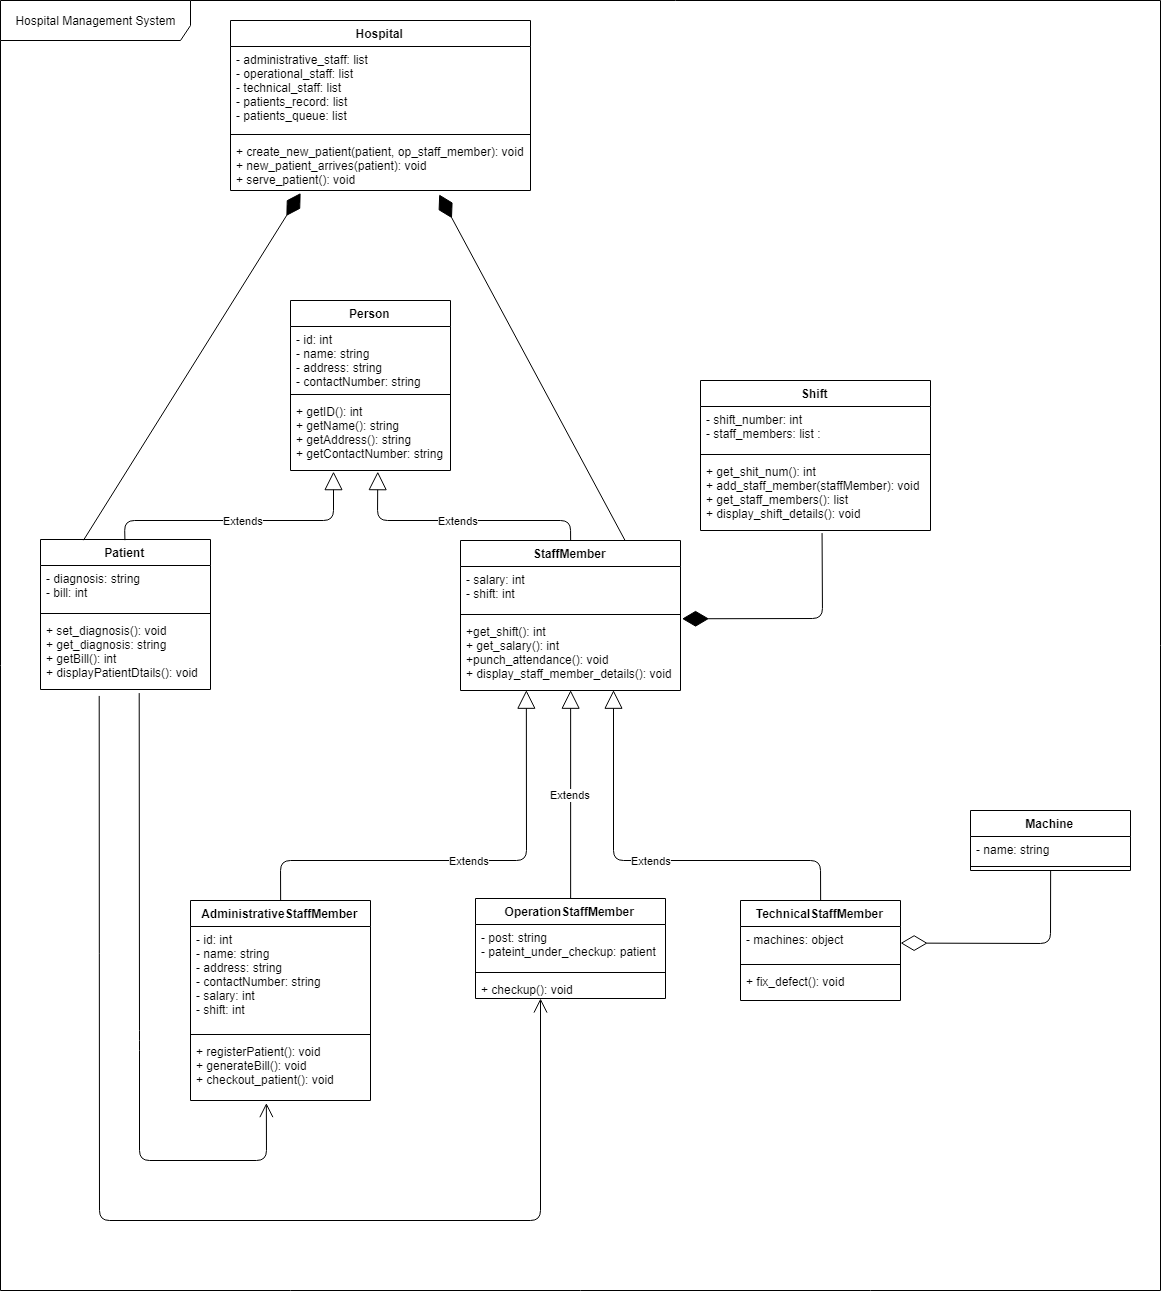 Hospital Management System
Hospital
- administrative_staff: list
- operational_staff: list
- technical_staff: list
- patients_record: list
- patients_queue: list
+ create_new_patient(patient, op_staff_member): void
+ new_patient_arrives(patient): void
+ serve_patient(): void
Person
- id: int
- name: string
- address: string
- contactNumber: string
+ getID(): int
+ getName(): string
+ getAddress(): string
+ getContactNumber: string
Shift
- shift_number: int
- staff_members: list :
+ get_shit_num(): int
+ add_staff_member(staffMember): void
+ get_staff_members(): list
+ display_shift_details(): void
Extends
Extends
Patient
- diagnosis: string
- bill: int
+ set_diagnosis(): void
+ get_diagnosis: string
+ getBill(): int
+ displayPatientDtails(): void
StaffMember
- salary: int
- shift: int
+get_shift(): int
+ get_salary(): int
+punch_attendance(): void
+ display_staff_member_details(): void
Extends
Extends
Extends
Machine
- name: string
AdministrativeStaffMember
- id: int
- name: string
- address: string
- contactNumber: string
- salary: int
- shift: int
+ registerPatient(): void
+ generateBill(): void
+ checkout_patient(): void
OperationStaffMember
- post: string
- pateint_under_checkup: patient
+ checkup(): void
TechnicalStaffMember
- machines: object
+ fix_defect(): void